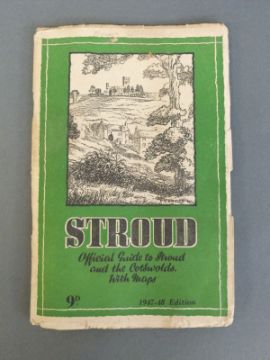 STROUD
Official Guide to Stroud
and the Cotswolds.
With Maps
9D
1947-48 Edition